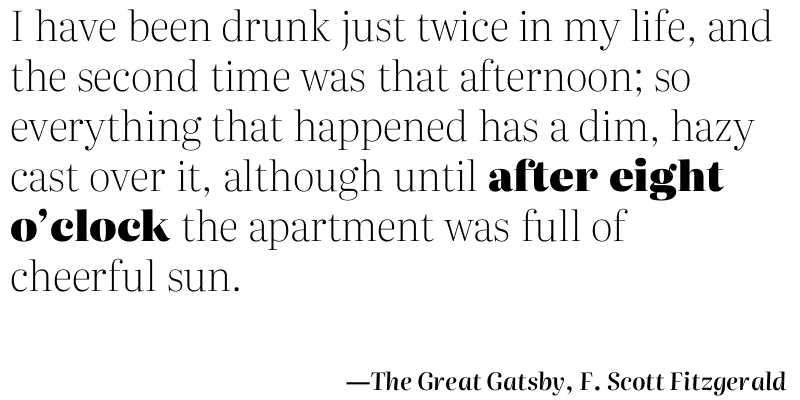 I have been drunk just twice in my life, and
the second time was that afternoon; so
everything that happened has a dim, hazy
cast over it, although until after eight
o’clock the apartment was full of
cheerful sun.
—The Great Gatsby, F. Scott Fitzgerald